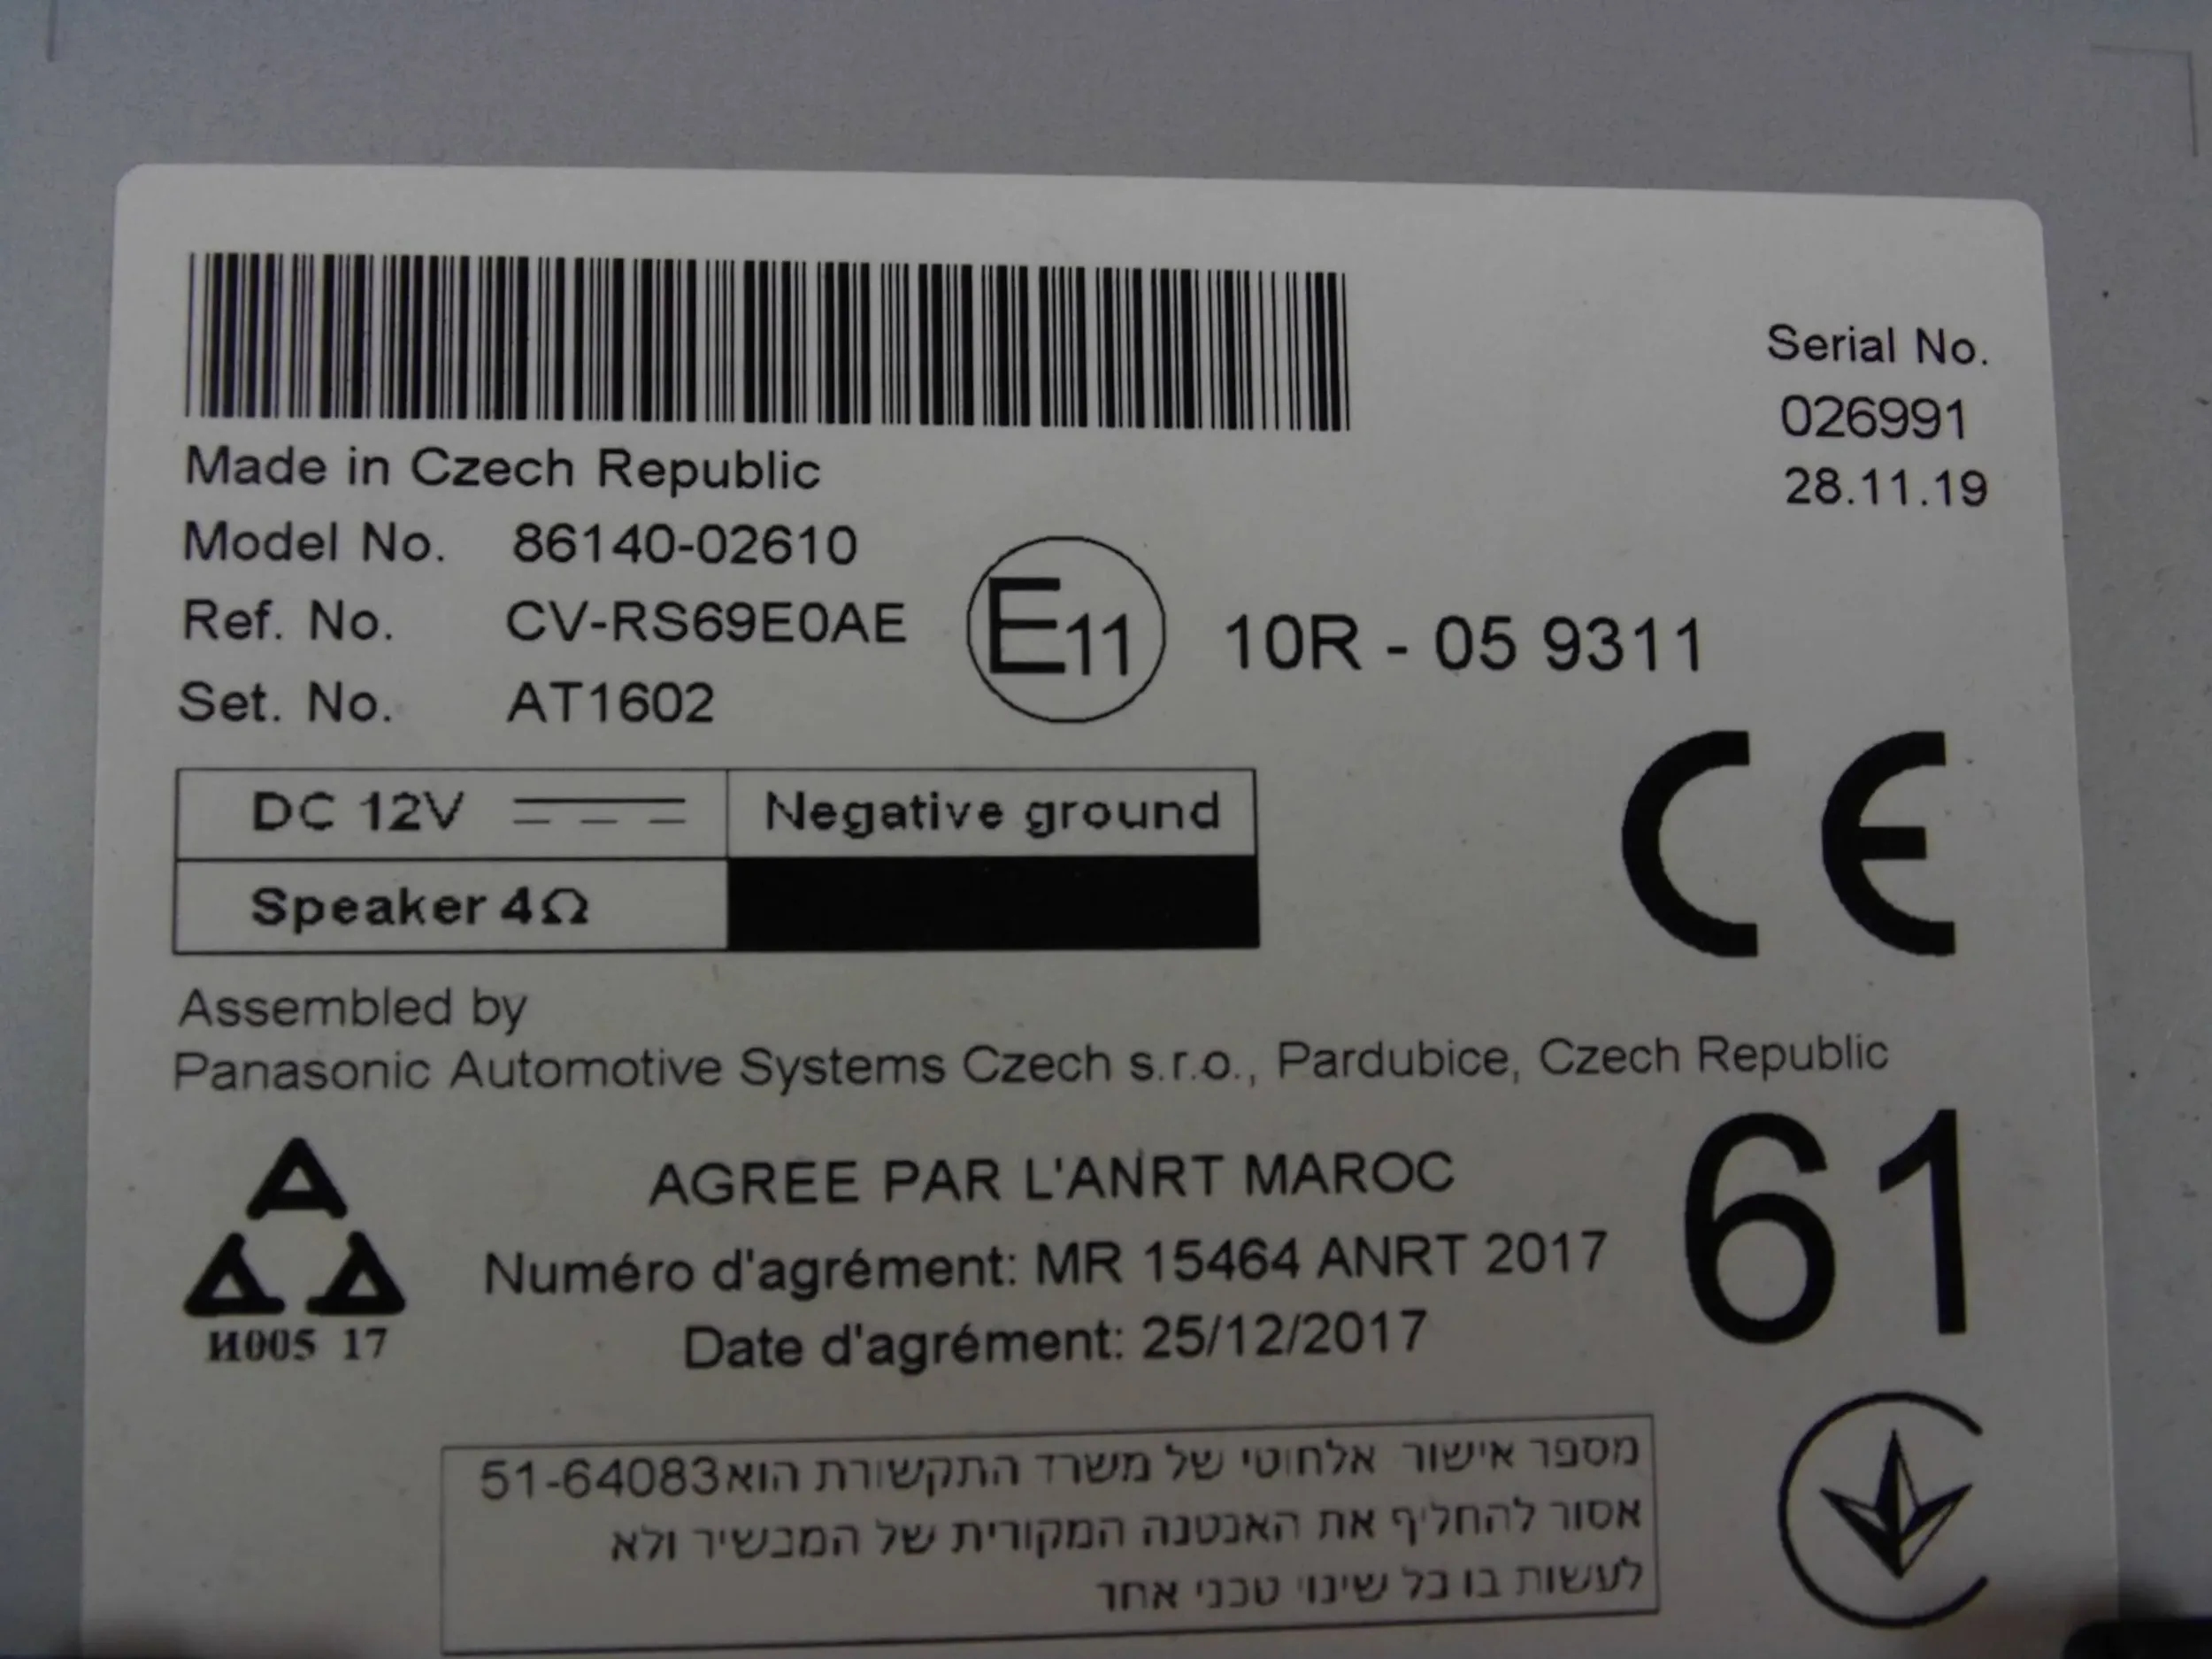 Serial No.
026991
28.11.19
Made in Czech Republic
Model No. 86140-02610
Ref. No. CV-RS69E0AE
Set. No. AT1602
E11 10R - 05 9311
DC 12V Negative ground
Speaker 4Ω
CE
Assembled by
Panasonic Automotive Systems Czech s.r.o., Pardubice, Czech Republic
AGREE PAR L'ANRT MAROC
Numéro d'agrément: MR 15464 ANRT 2017
Date d'agrément: 25/12/2017
61
И005 17
מספר אישור אלחוטי של משרד התקשורת הוא51-64083
אסור להחליף את האנטנה המקורית של המכשיר ולא
לעשות בו כל שינוי טכני אחר